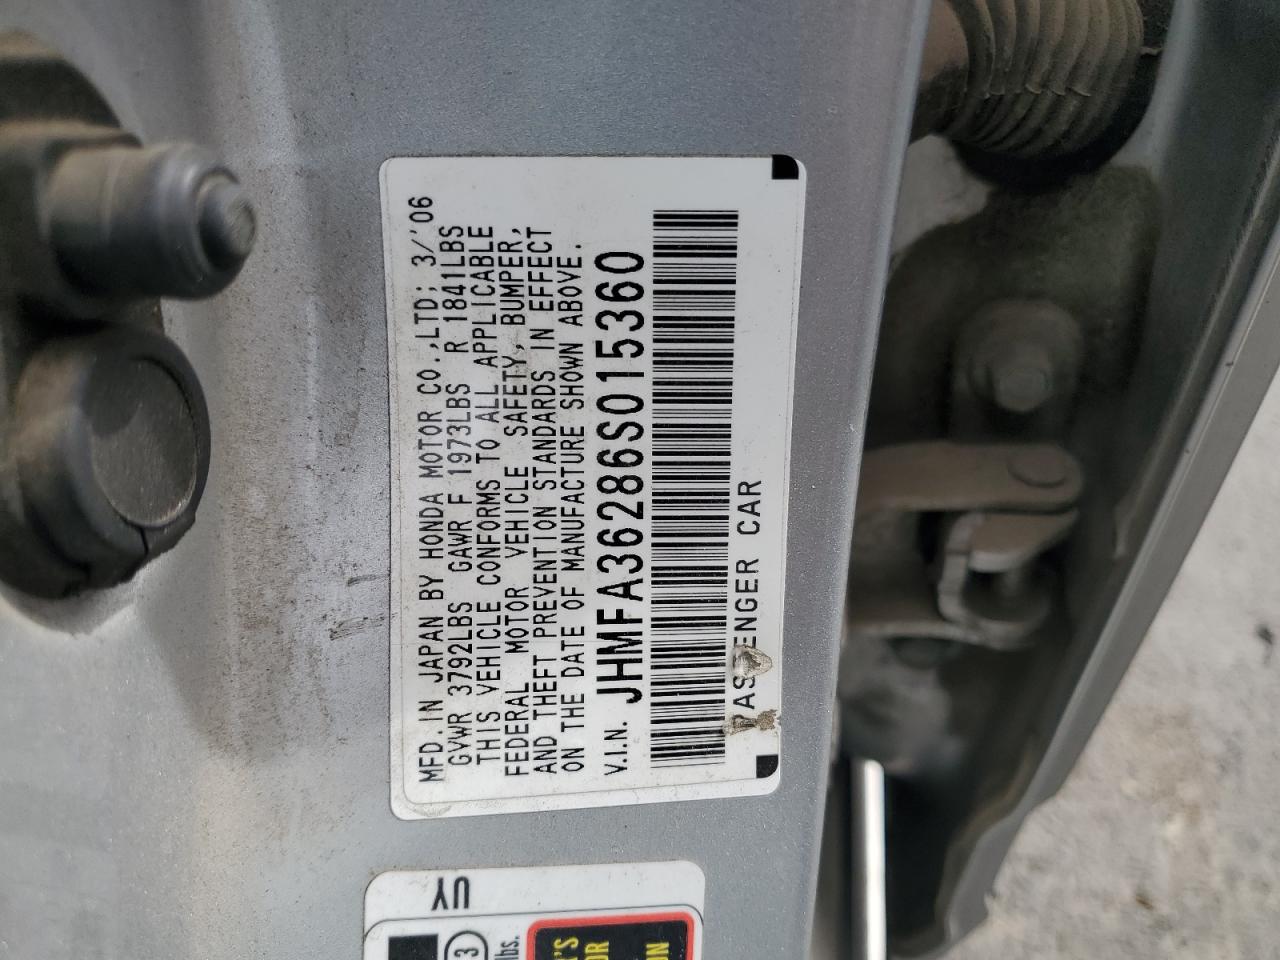 MFD. IN JAPAN BY HONDA MOTOR CO.,LTD; 3/'06
GVWR 3792LBS GAWR F 1973LBS R 1841LBS
THIS VEHICLE CONFORMS TO ALL APPLICABLE
FEDERAL MOTOR VEHICLE SAFETY, BUMPER,
AND THEFT PREVENTION STANDARDS IN EFFECT
ON THE DATE OF MANUFACTURE SHOWN ABOVE.
V.I.N. JHMFA36286S015360
PASSENGER CAR
UY
3
lbs.